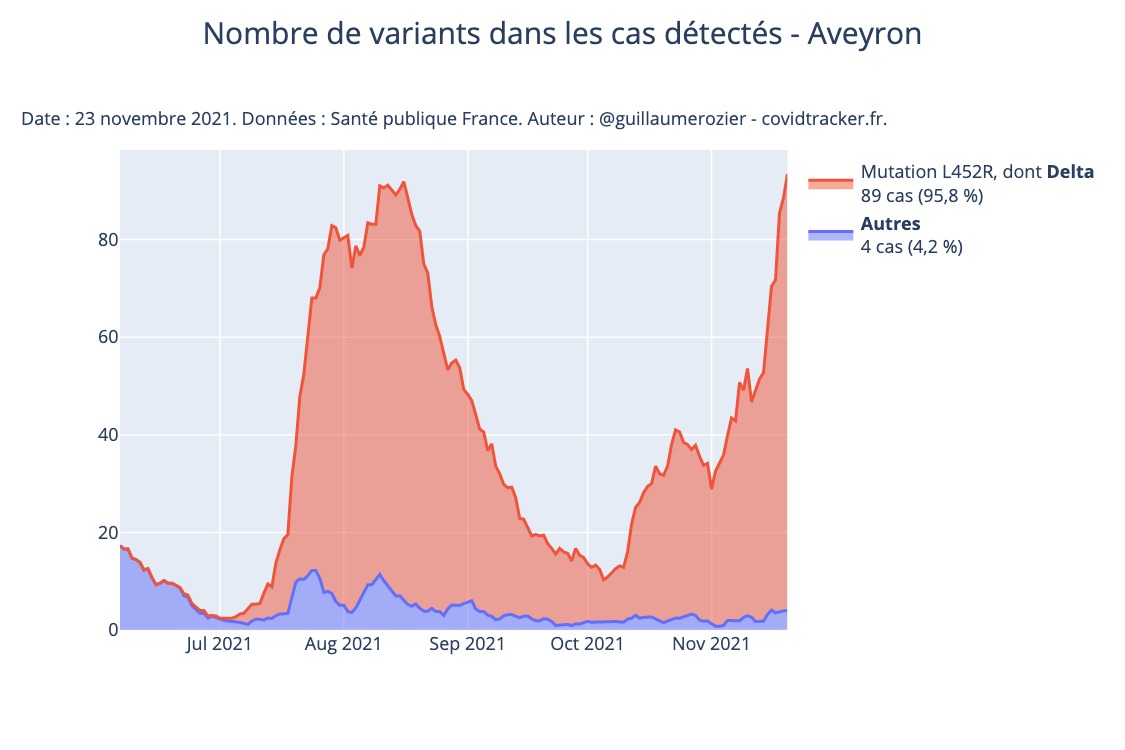 Nombre de variants dans les cas détectés - Aveyron
Date : 23 novembre 2021. Données : Santé publique France. Auteur : @guillaumerozier - covidtracker.fr.
Mutation L452R, dont Delta
89 cas (95,8 %)
Autres
4 cas (4,2 %)
80
60
40
20
0
Jul 2021
Aug 2021
Sep 2021
Oct 2021
Nov 2021